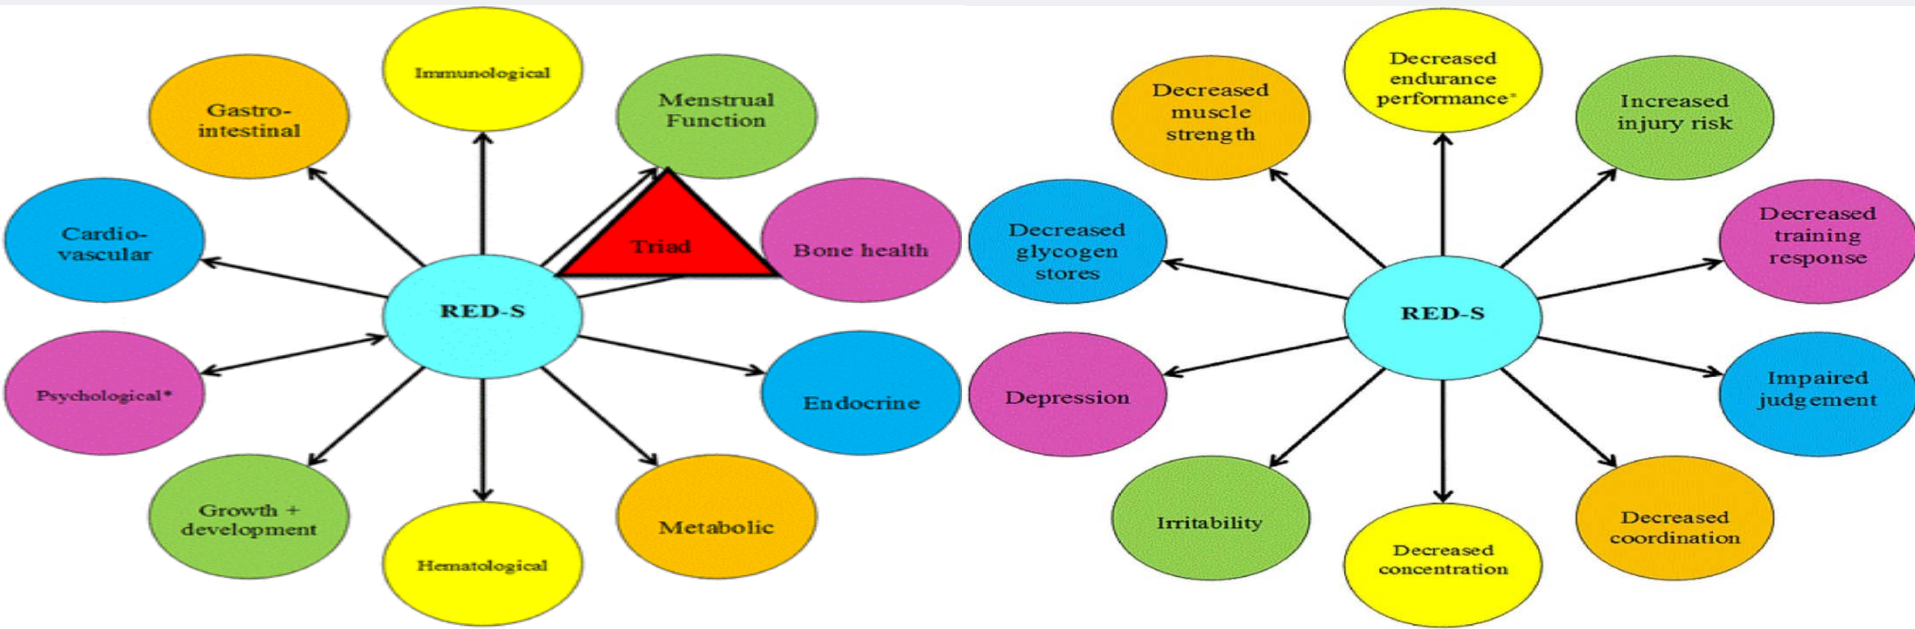 Immunological
Gastro-
intestinal
Menstrual
Function
Cardio-
vascular
Triad
Bone health
RED-S
Psychological*
Endocrine
Growth +
development
Metabolic
Hematological
Decreased
endurance
performance*
Decreased
muscle
strength
Increased
injury risk
Decreased
glycogen
stores
Decreased
training
response
RED-S
Depression
Impaired
judgement
Irritability
Decreased
coordination
Decreased
concentration